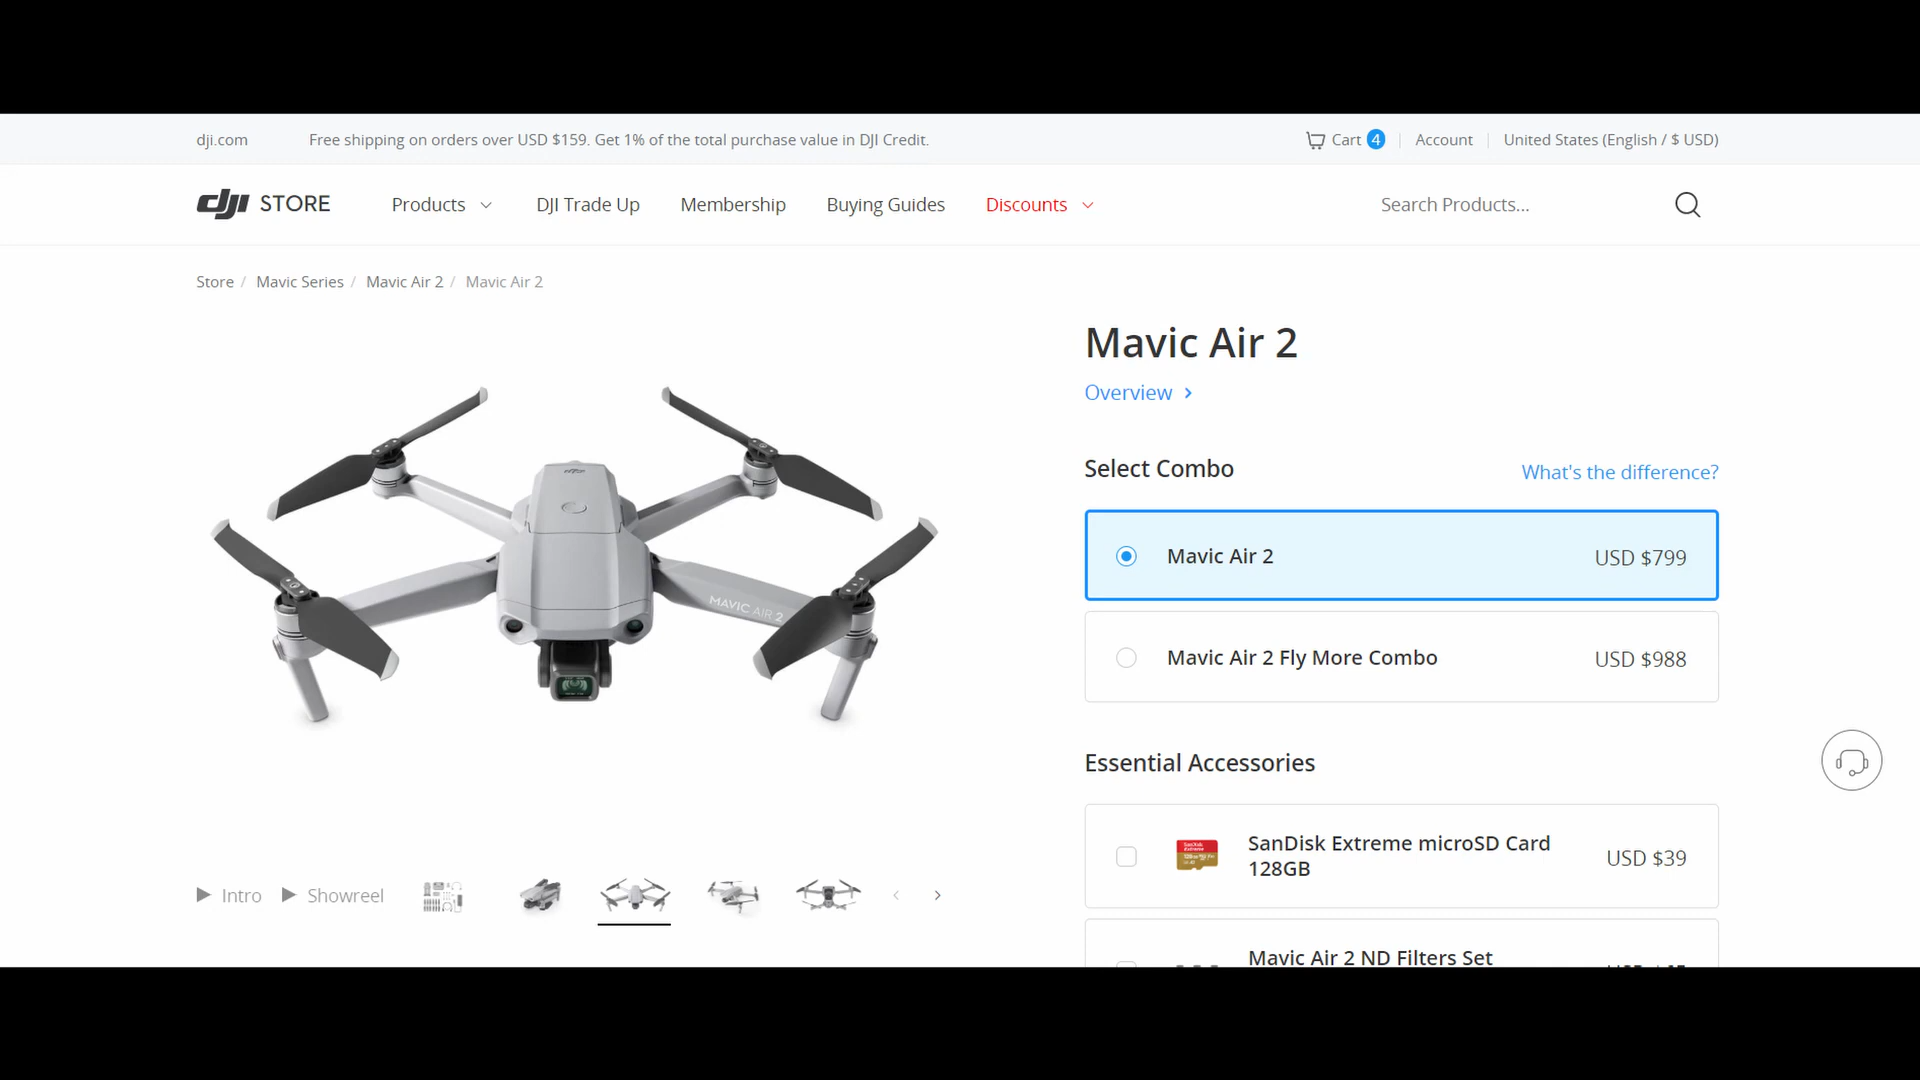 dji.com
Free shipping on orders over USD $159. Get 1% of the total purchase value in DJI Credit.
Cart 4
Account
United States (English / $ USD)
dji STORE
Products
DJI Trade Up
Membership
Buying Guides
Discounts
Search Products...
Store / Mavic Series / Mavic Air 2 / Mavic Air 2
MAVIC AIR 2
Mavic Air 2
Overview >
Select Combo
What's the difference?
Mavic Air 2
USD $799
Mavic Air 2 Fly More Combo
USD $988
Essential Accessories
SanDisk Extreme microSD Card
128GB
USD $39
Mavic Air 2 ND Filters Set
Intro
Showreel